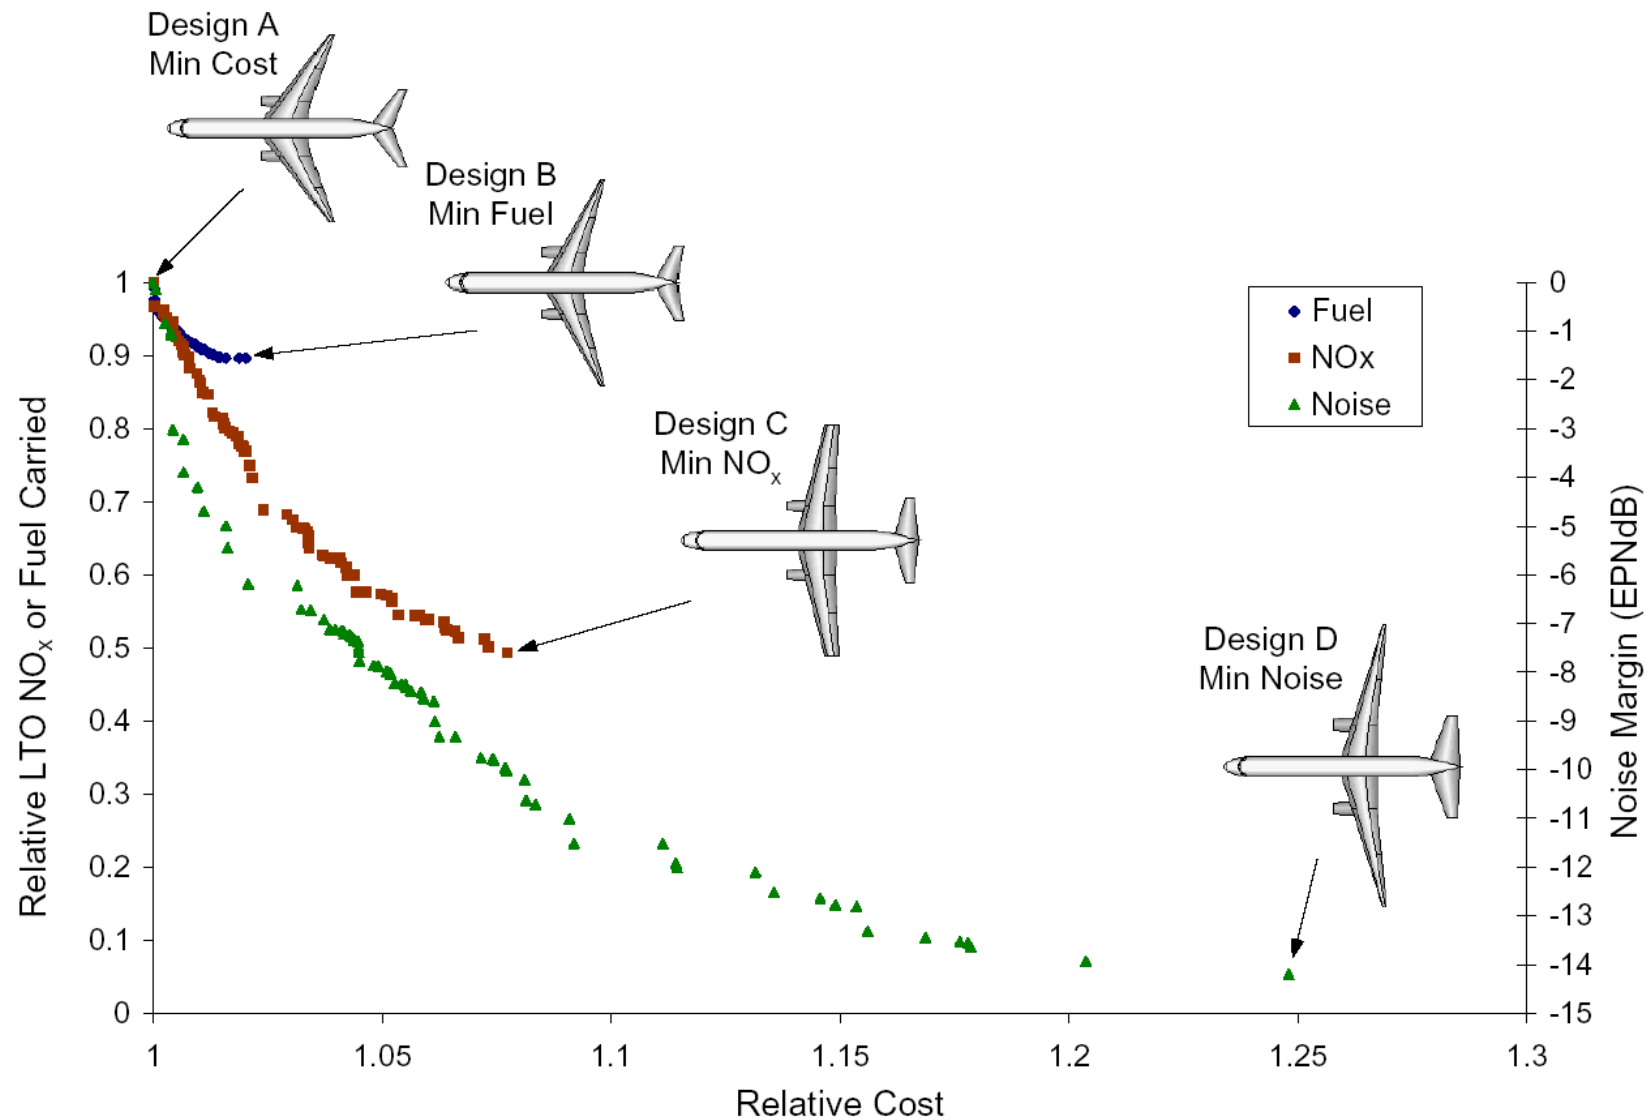 Design A
Min Cost
Design B
Min Fuel
Design C
Min NOx
Design D
Min Noise
Fuel
NOx
Noise
Relative LTO NOx or Fuel Carried
1
0.9
0.8
0.7
0.6
0.5
0.4
0.3
0.2
0.1
0
Noise Margin (EPNdB)
0
-1
-2
-3
-4
-5
-6
-7
-8
-9
-10
-11
-12
-13
-14
-15
1
1.05
1.1
1.15
1.2
1.25
1.3
Relative Cost